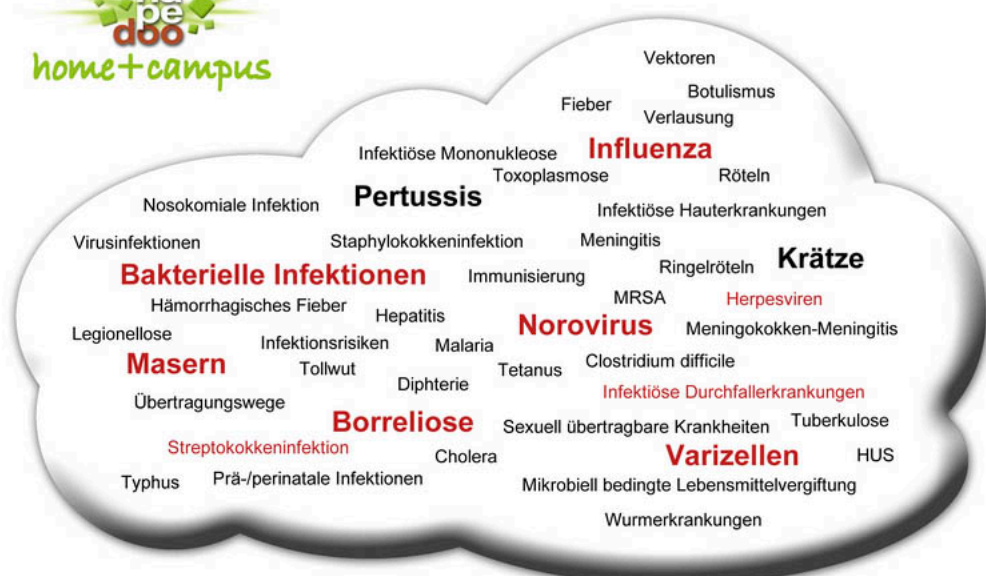 pe
doo
home+campus
Vektoren
Botulismus
Fieber
Verlausung
Influenza
Infektiöse Mononukleose
Toxoplasmose
Röteln
Pertussis
Nosokomiale Infektion
Infektiöse Hauterkrankungen
Virusinfektionen
Staphylokokkeninfektion
Meningitis
Krätze
Ringelröteln
Bakterielle Infektionen
Immunisierung
MRSA
Herpesviren
Hämorrhagisches Fieber
Hepatitis
Norovirus
Meningokokken-Meningitis
Legionellose
Infektionsrisiken
Malaria
Masern
Tollwut
Tetanus
Clostridium difficile
Diphterie
Infektiöse Durchfallerkrankungen
Übertragungswege
Borreliose
Sexuell übertragbare Krankheiten
Tuberkulose
Streptokokkeninfektion
Cholera
Varizellen
HUS
Typhus
Prä-/perinatale Infektionen
Mikrobiell bedingte Lebensmittelvergiftung
Wurmerkrankungen